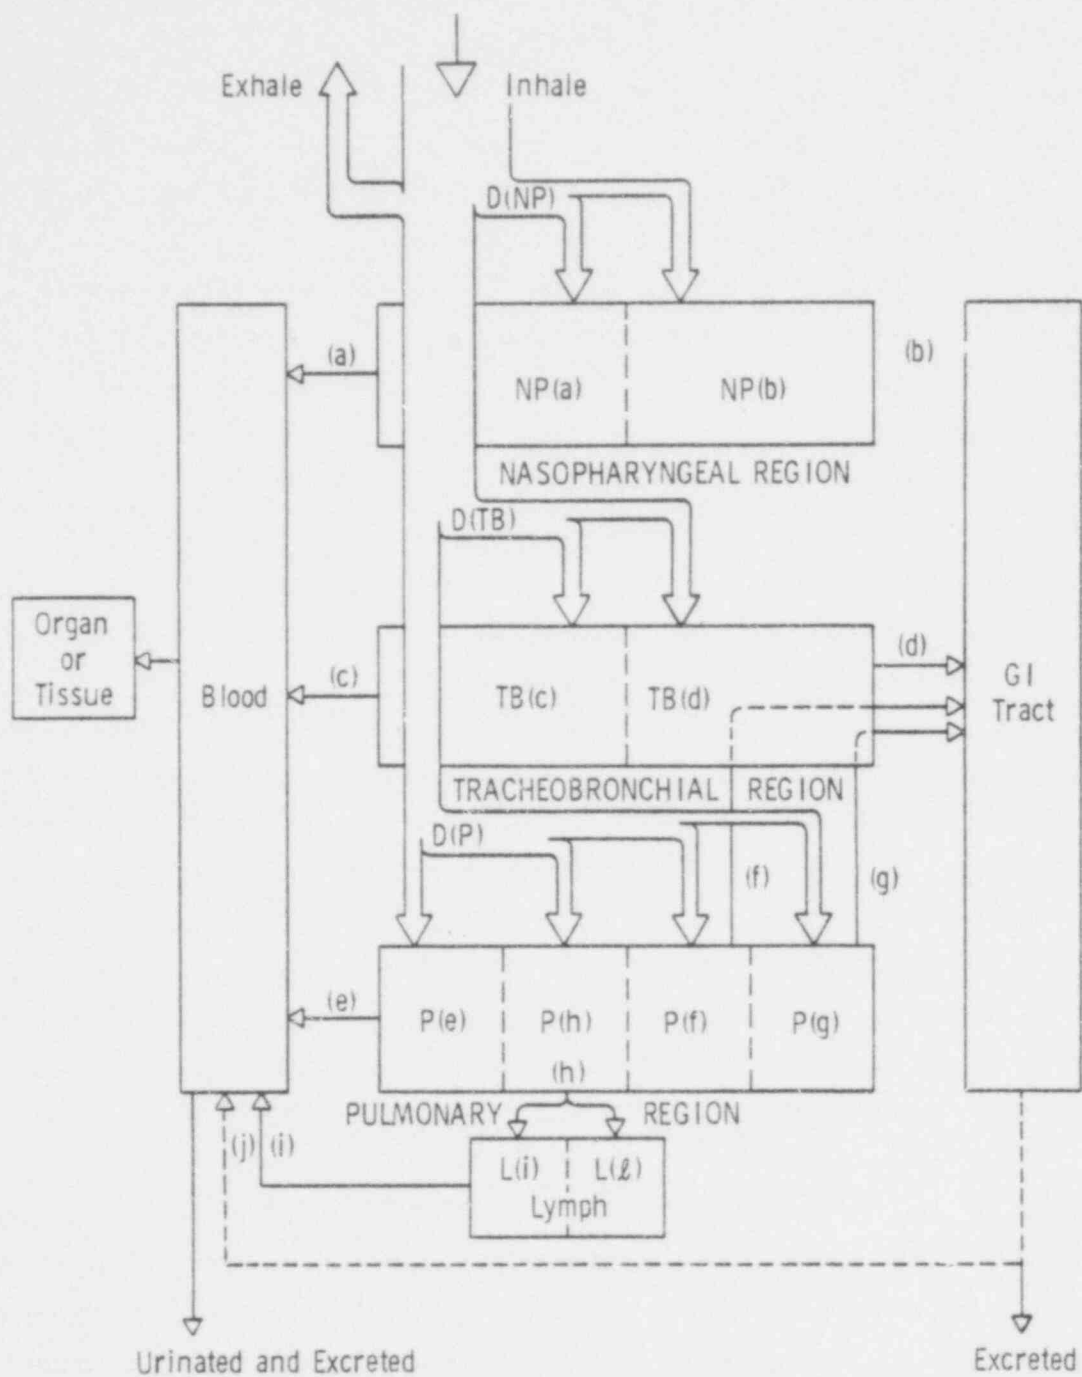 Exhale
Inhale
D(NP)
(a)
NP(a)
NP(b)
(b)
NASOPHARYNGEAL REGION
D(TB)
Organ
or
Tissue
Blood
(c)
TB(c)
TB(d)
(d)
GI
Tract
TRACHEOBRONCHIAL REGION
D(P)
(f)
(g)
(e)
P(e)
P(h)
P(f)
P(g)
(h)
PULMONARY REGION
(j)
(i)
L(i)
L(ℓ)
Lymph
Urinated and Excreted
Excreted